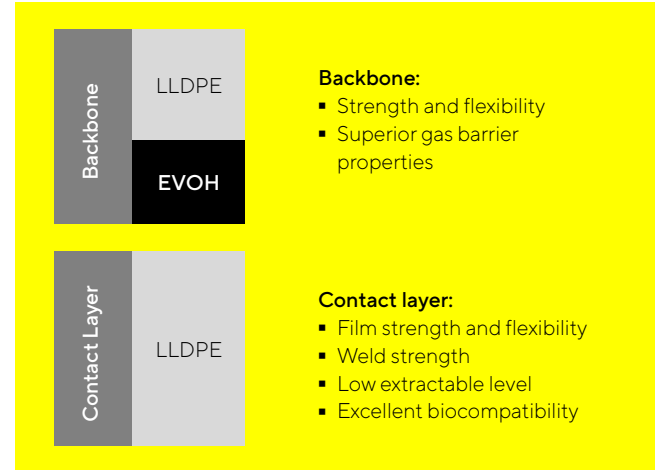 Backbone
LLDPE
EVOH
Backbone:
▪ Strength and flexibility
▪ Superior gas barrier
properties
Contact Layer
LLDPE
Contact layer:
▪ Film strength and flexibility
▪ Weld strength
▪ Low extractable level
▪ Excellent biocompatibility